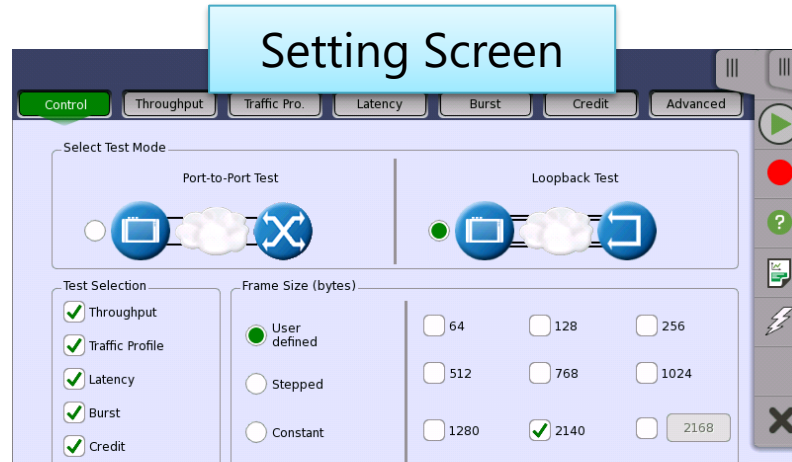 Setting Screen
Control Throughput Traffic Pro. Latency Burst Credit Advanced
Select Test Mode
Port-to-Port Test
Loopback Test
Test Selection
Throughput
Traffic Profile
Latency
Burst
Credit
Frame Size (bytes)
User
defined
Stepped
Constant
64 128 256
512 768 1024
1280 2140 2168